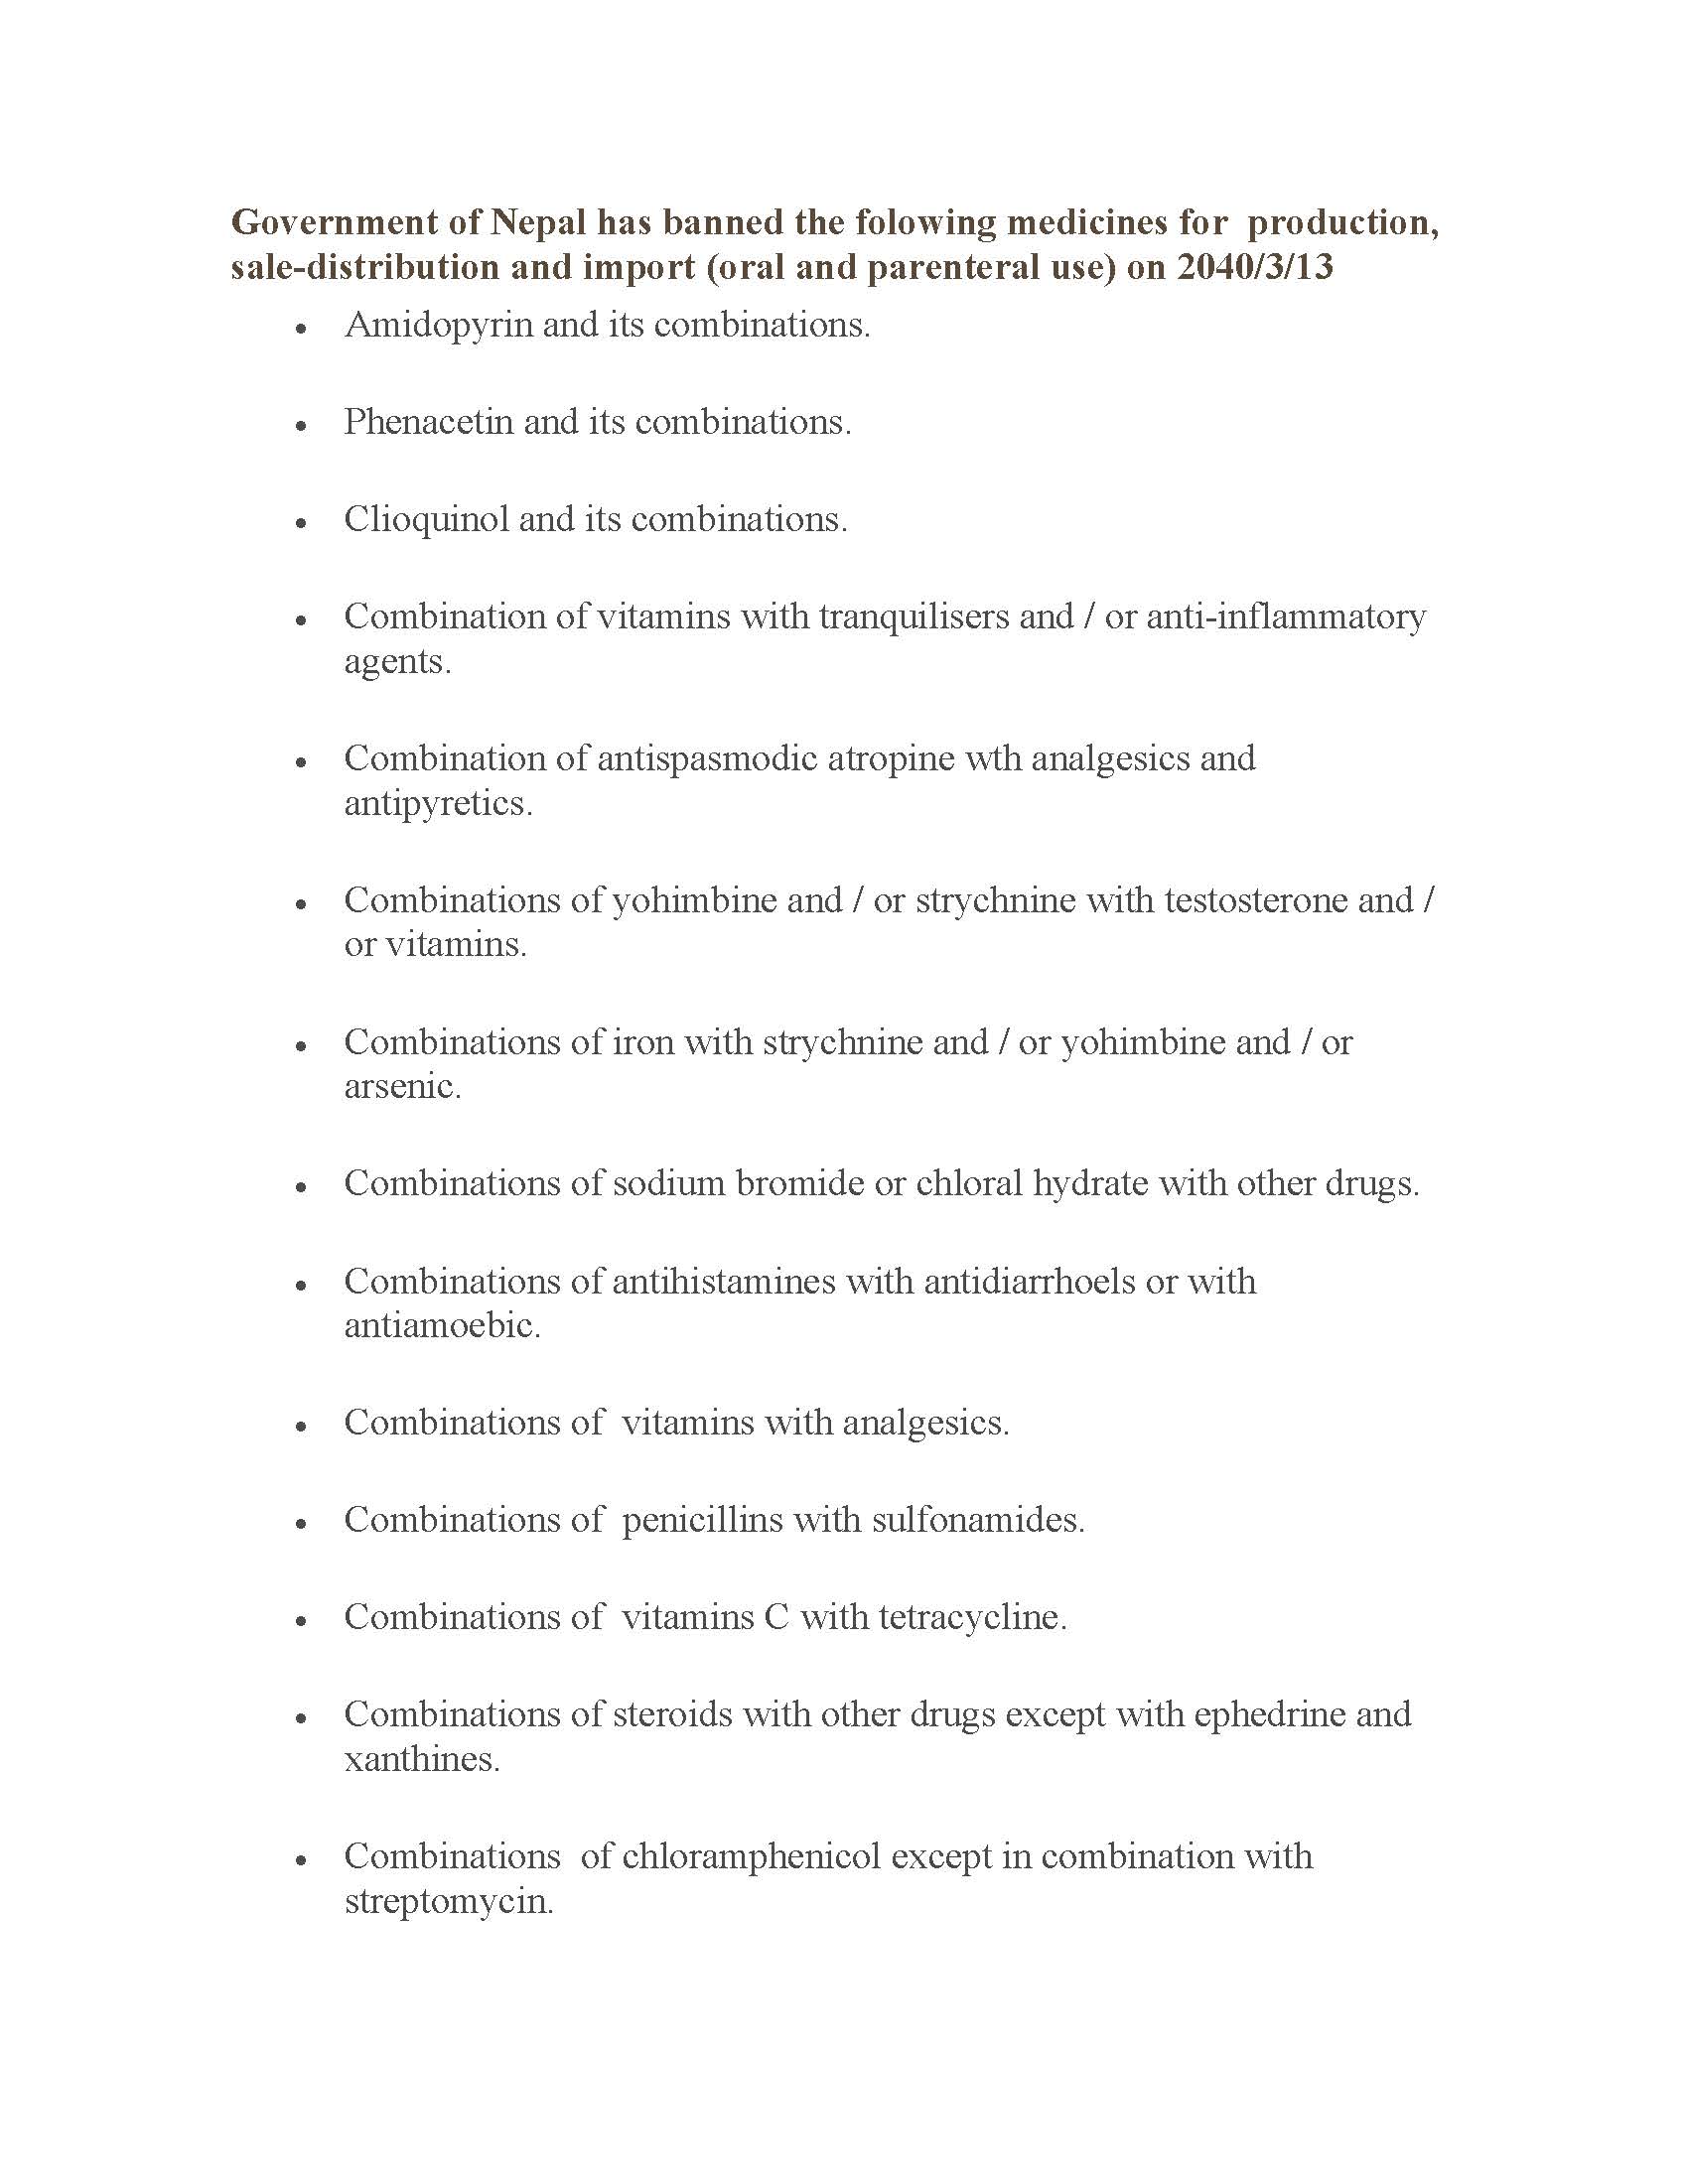 Government of Nepal has banned the folowing medicines for  production,
sale-distribution and import (oral and parenteral use) on 2040/3/13
• Amidopyrin and its combinations.
• Phenacetin and its combinations.
• Clioquinol and its combinations.
• Combination of vitamins with tranquilisers and / or anti-inflammatory
agents.
• Combination of antispasmodic atropine wth analgesics and
antipyretics.
• Combinations of yohimbine and / or strychnine with testosterone and /
or vitamins.
• Combinations of iron with strychnine and / or yohimbine and / or
arsenic.
• Combinations of sodium bromide or chloral hydrate with other drugs.
• Combinations of antihistamines with antidiarrhoels or with
antiamoebic.
• Combinations of  vitamins with analgesics.
• Combinations of  penicillins with sulfonamides.
• Combinations of  vitamins C with tetracycline.
• Combinations of steroids with other drugs except with ephedrine and
xanthines.
• Combinations  of chloramphenicol except in combination with
streptomycin.